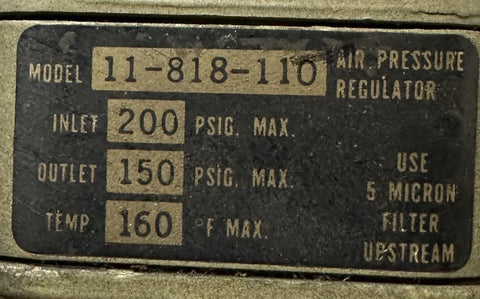 MODEL 11-818-110 AIR PRESSURE
REGULATOR
INLET 200 PSIG. MAX.
OUTLET 150 PSIG. MAX.
TEMP. 160 °F MAX.
USE
5 MICRON
FILTER
UPSTREAM